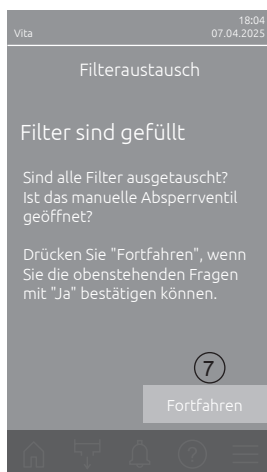 18:04
Vita 07.04.2025
Filteraustausch
Filter sind gefüllt
Sind alle Filter ausgetauscht?
Ist das manuelle Absperrventil
geöffnet?
Drücken Sie "Fortfahren", wenn
Sie die obenstehenden Fragen
mit "Ja" bestätigen können.
7
Fortfahren
?